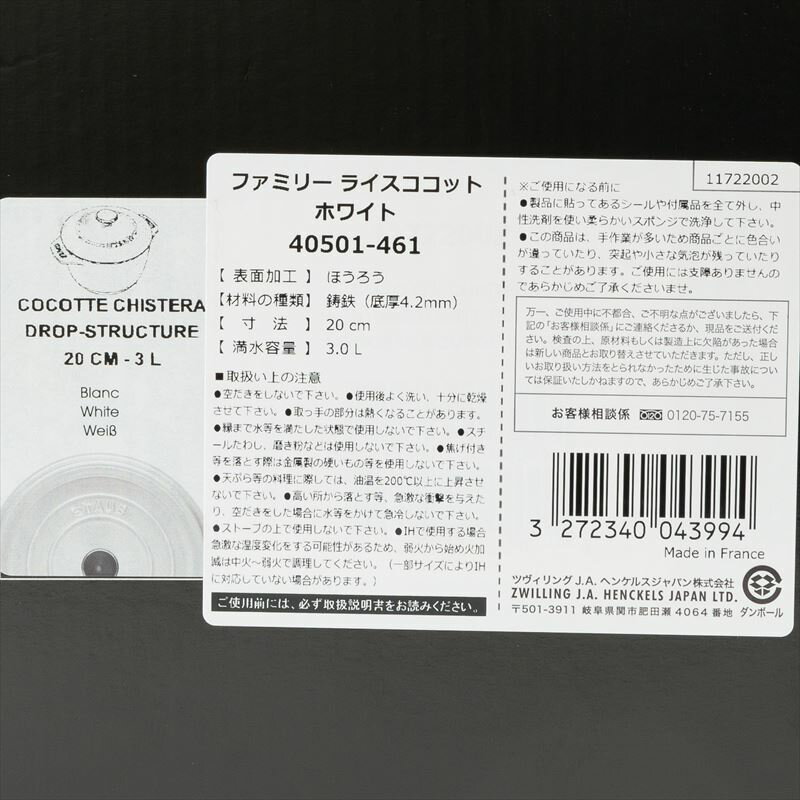 COCOTTE CHISTERA
DROP-STRUCTURE
20 CM - 3 L
Blanc
White
Weiß
STAUB
ファミリー ライスココット
ホワイト
40501-461
【 表面加工 】 ほうろう
【材料の種類】 鋳鉄（底厚4.2mm）
【 寸 法 】 20 cm
【 満水容量 】 3.0 L
■取扱い上の注意
●空だきをしないで下さい。●使用後よく洗い、十分に乾燥
させて下さい。●取っ手の部分は熱くなることがあります。
●縁まで水等を満たした状態で使用しないで下さい。●スチ
ールたわし、磨き粉などは使用しないで下さい。●焦げ付き
等を落とす際は金属製の硬いもの等を使用しないで下さい。
●天ぷら等の料理に際しては、油温を200℃以上に上昇させ
ないで下さい。●高い所から落とす等、急激な衝撃を与えた
り、空だきをした場合に水等をかけて急冷しないで下さい。
●ストーブの上で使用しないで下さい。●IHで使用する場合
急激な温度変化をする可能性があるため、弱火から始め火加
減は中火～弱火で調理してください。（一部サイズによりIH
に対応していない場合があります。）
ご使用前には、必ず取扱説明書をお読みください。
11722002
※ご使用になる前に
●製品に貼ってあるシールや付属品を全て外し、中
性洗剤を使い柔らかいスポンジで洗浄して下さい。
●この商品は、手作業が多いため商品ごとに色合い
が違っていたり、突起や小さな気泡が残っていたり
することがあります。ご使用には支障ありませんの
であらかじめご了承くださいませ。
万一、ご使用中に不都合、ご不明な点がございましたら、下
記の「お客様相談係」にご連絡くださるか、現品をご送付くださ
い。検査の上、原材料もしくは製造上に欠陥があった場合
は新しい商品とお取り替えさせていただきます。ただし、正し
いお取り扱い方法をとられなかったために生じた事故につい
ては保証いたしかねますので、あらかじめご了承下さい。
お客様相談係 0120-75-7155
3 272340 043994
Made in France
ツヴィリング J.A. ヘンケルスジャパン株式会社
ZWILLING J.A. HENCKELS JAPAN LTD.
〒501-3911 岐阜県関市肥田瀬 4064 番地 ダンボール